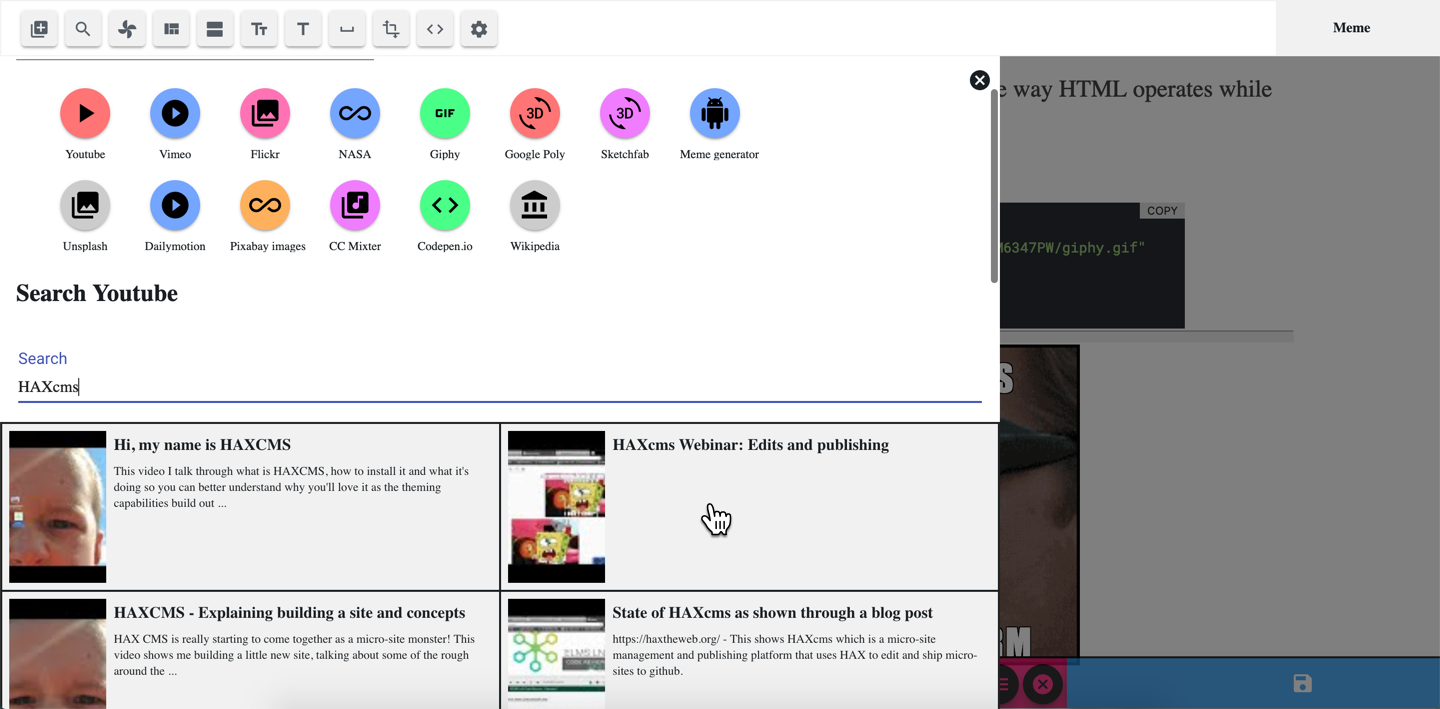 Meme
e way HTML operates while
GIF
3D
3D
Youtube
Vimeo
Flickr
NASA
Giphy
Google Poly
Sketchfab
Meme generator
Unsplash
Dailymotion
Pixabay images
CC Mixter
Codepen.io
Wikipedia
COPY
M6347PW/giphy.gif"
Search Youtube
Search
HAXcms
S
Hi, my name is HAXCMS
This video I talk through what is HAXCMS, how to install it and what it's
doing so you can better understand why you'll love it as the theming
capabilities build out ...
HAXcms Webinar: Edits and publishing
HAXCMS - Explaining building a site and concepts
HAX CMS is really starting to come together as a micro-site monster! This
video shows me building a little new site, talking about some of the rough
around the ...
State of HAXcms as shown through a blog post
https://haxtheweb.org/ - This shows HAXcms which is a micro-site
management and publishing platform that uses HAX to edit and ship micro-
sites to github.
RM